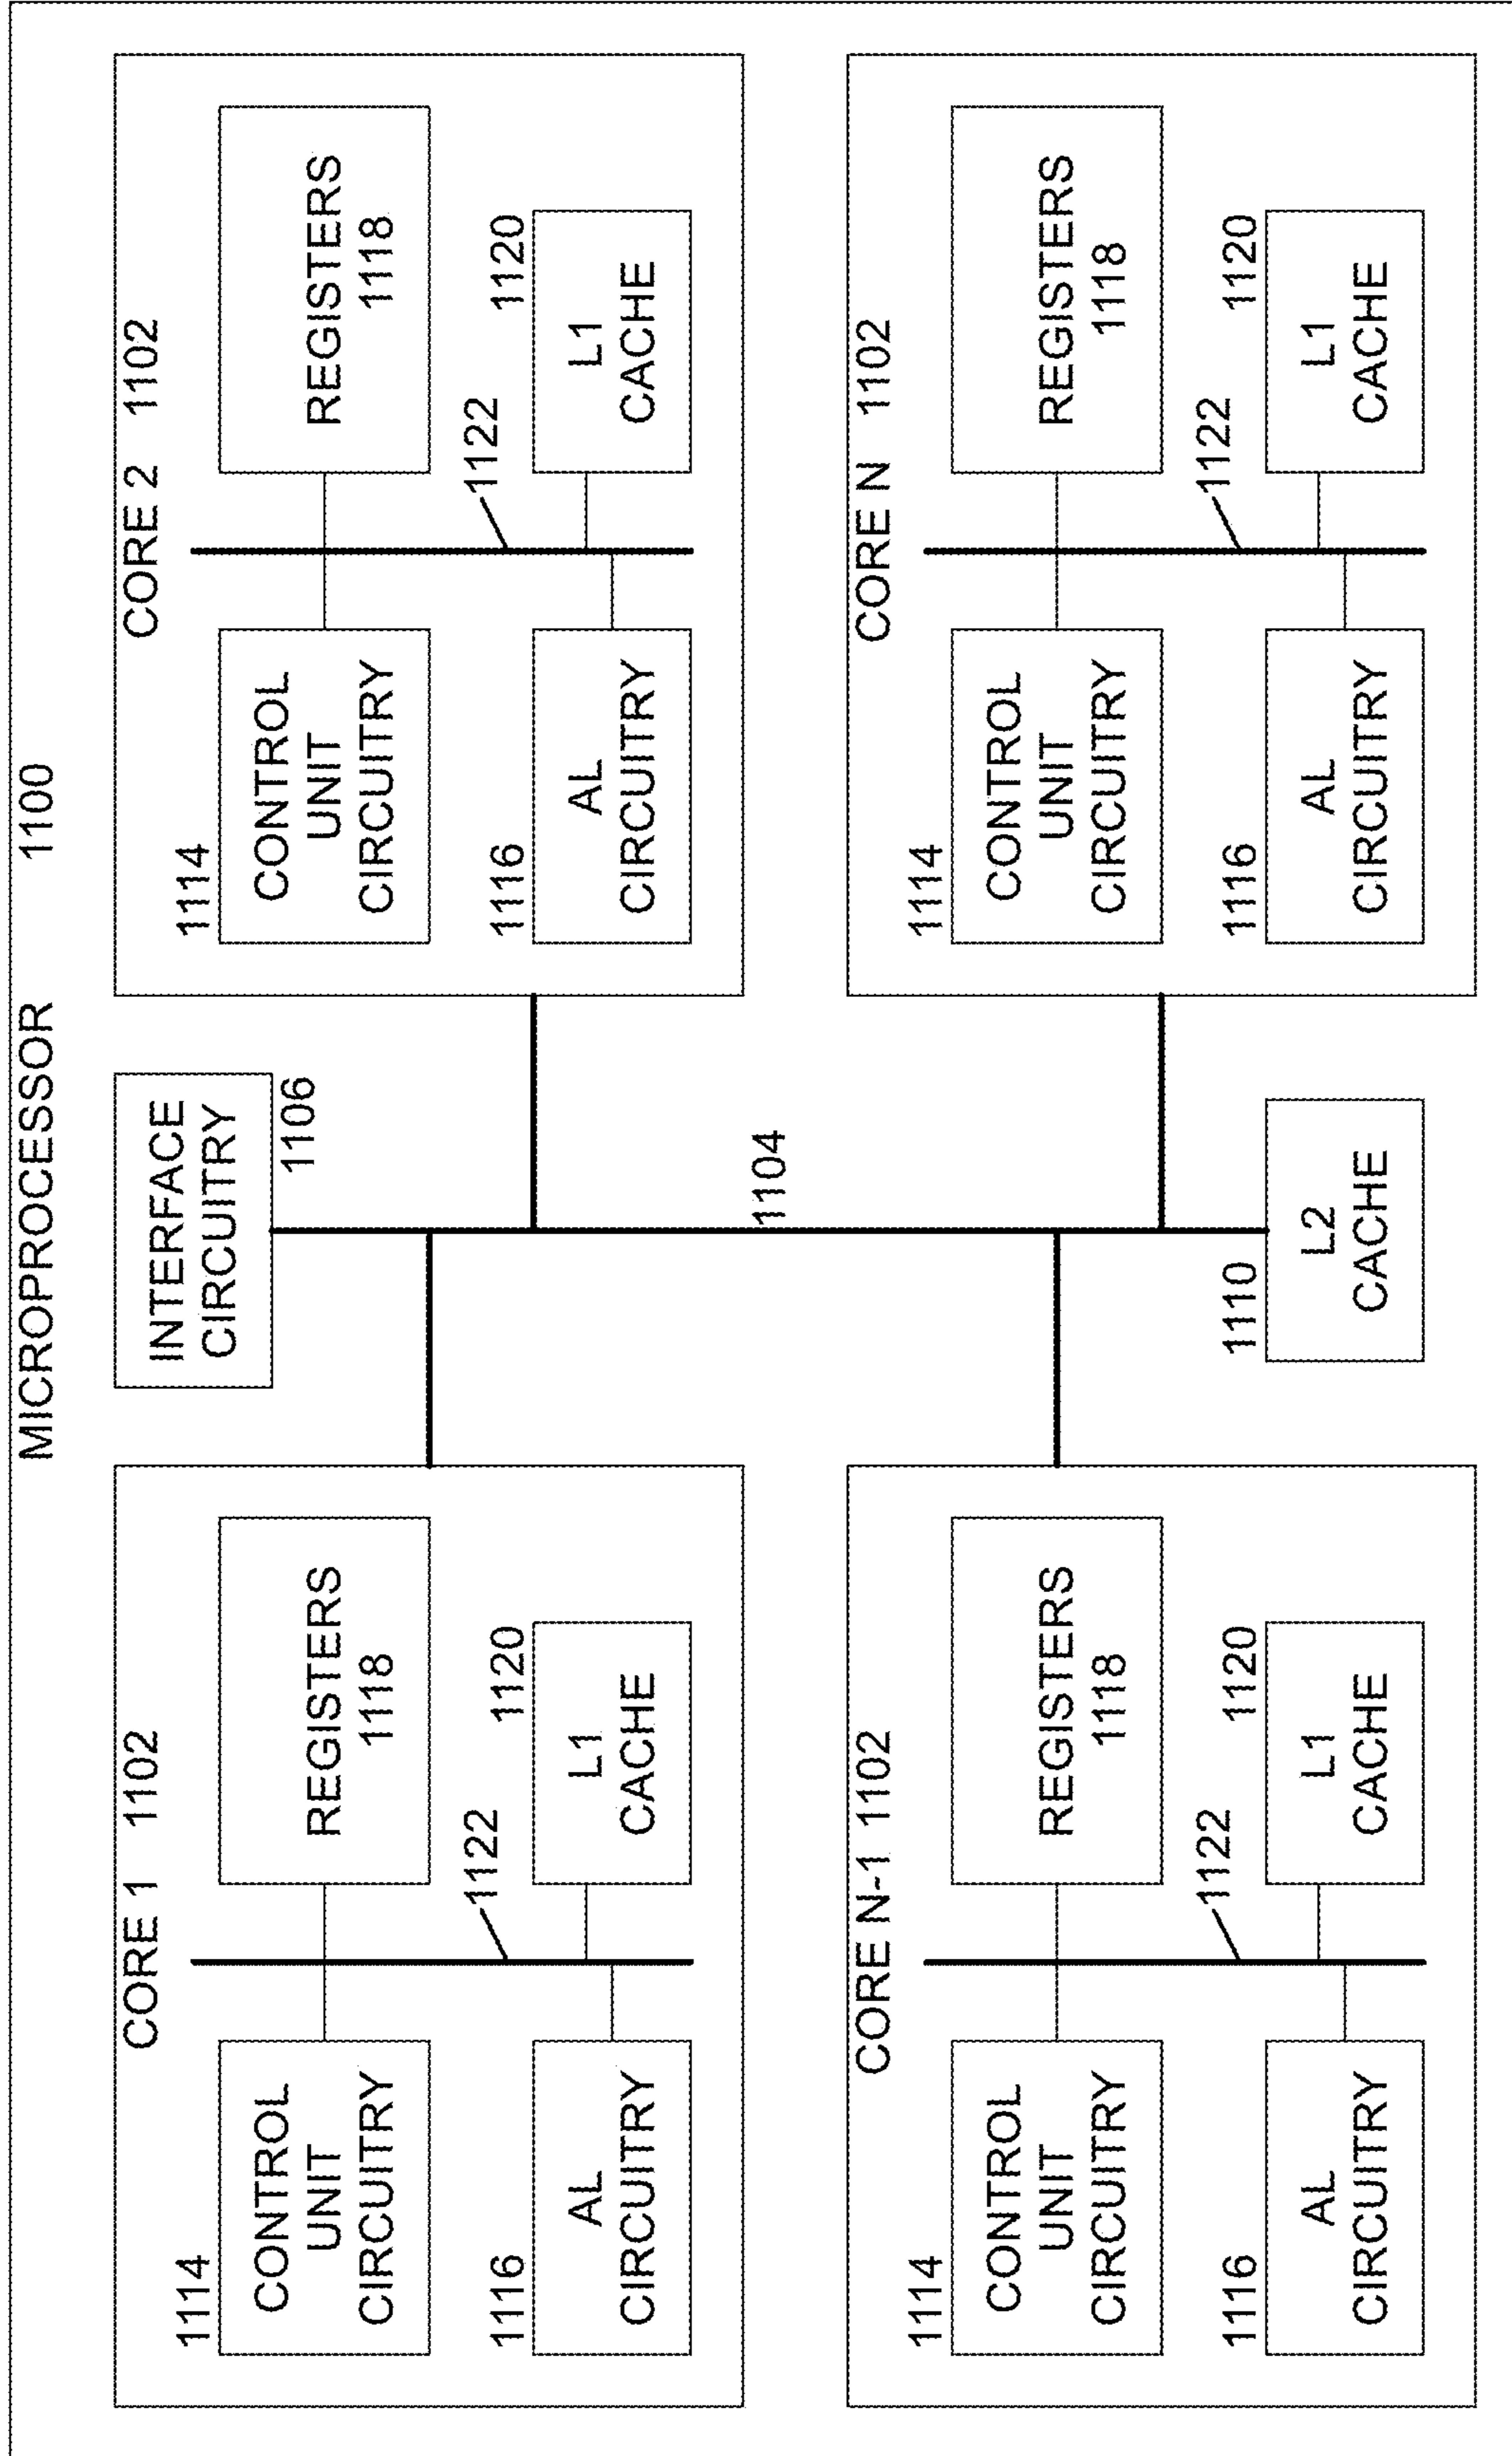 MICROPROCESSOR 1100
CORE 1 1102
1114
CONTROL
UNIT
CIRCUITRY
REGISTERS
1118
1122
1116
AL
CIRCUITRY
1120
L1
CACHE
INTERFACE
CIRCUITRY
1106
CORE 2 1102
1114
CONTROL
UNIT
CIRCUITRY
REGISTERS
1118
1122
1116
AL
CIRCUITRY
1120
L1
CACHE
1104
CORE N-1 1102
1114
CONTROL
UNIT
CIRCUITRY
REGISTERS
1118
1122
1116
AL
CIRCUITRY
1120
L1
CACHE
1110
L2
CACHE
CORE N 1102
1114
CONTROL
UNIT
CIRCUITRY
REGISTERS
1118
1122
1116
AL
CIRCUITRY
1120
L1
CACHE